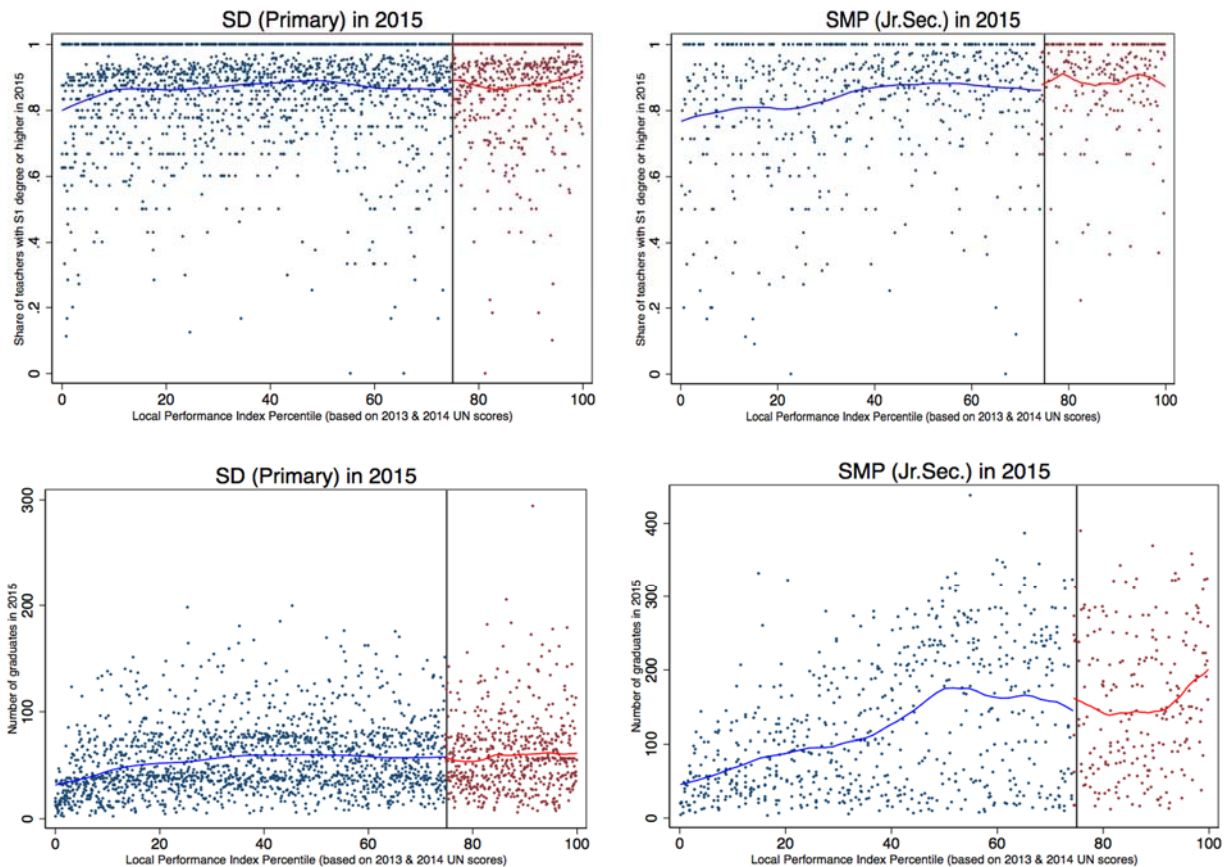 SD (Primary) in 2015
Share of teachers with S1 degree or higher in 2015
1
.8
.6
.4
.2
0
0 20 40 60 80 100
Local Performance Index Percentile (based on 2013 & 2014 UN scores)
SMP (Jr.Sec.) in 2015
Share of teachers with S1 degree or higher in 2015
1
.8
.6
.4
.2
0
0 20 40 60 80 100
Local Performance Index Percentile (based on 2013 & 2014 UN scores)
SD (Primary) in 2015
Number of graduates in 2015
300
200
100
0
0 20 40 60 80 100
Local Performance Index Percentile (based on 2013 & 2014 UN scores)
SMP (Jr.Sec.) in 2015
Number of graduates in 2015
400
300
200
100
0
0 20 40 60 80 100
Local Performance Index Percentile (based on 2013 & 2014 UN scores)